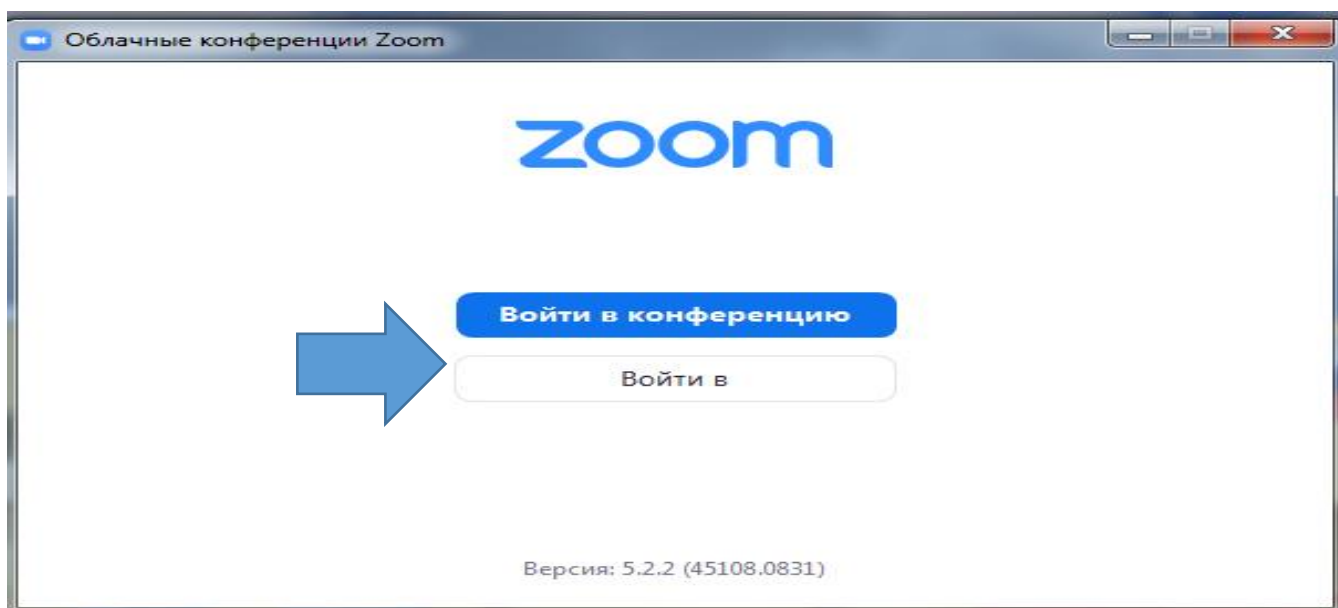 Облачные конференции Zoom
zoom
Войти в конференцию
Войти в
Версия: 5.2.2 (45108.0831)